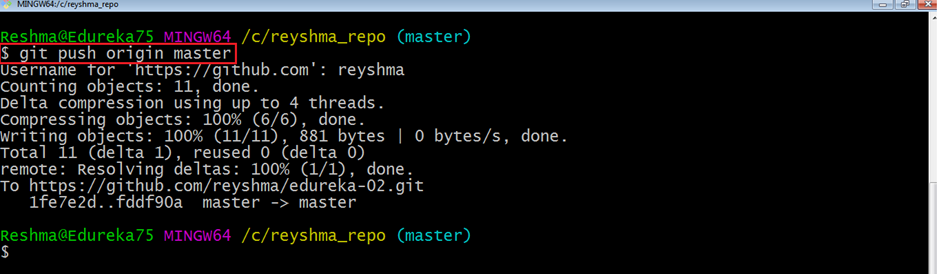 MINGW64:/c/reyshma_repo
Reshma@Edureka75 MINGW64 /c/reyshma_repo (master)
$ git push origin master
Username for 'https://github.com': reyshma
Counting objects: 11, done.
Delta compression using up to 4 threads.
Compressing objects: 100% (6/6), done.
Writing objects: 100% (11/11), 881 bytes | 0 bytes/s, done.
Total 11 (delta 1), reused 0 (delta 0)
remote: Resolving deltas: 100% (1/1), done.
To https://github.com/reyshma/edureka-02.git
   1fe7e2d..fddf90a  master -> master
Reshma@Edureka75 MINGW64 /c/reyshma_repo (master)
$